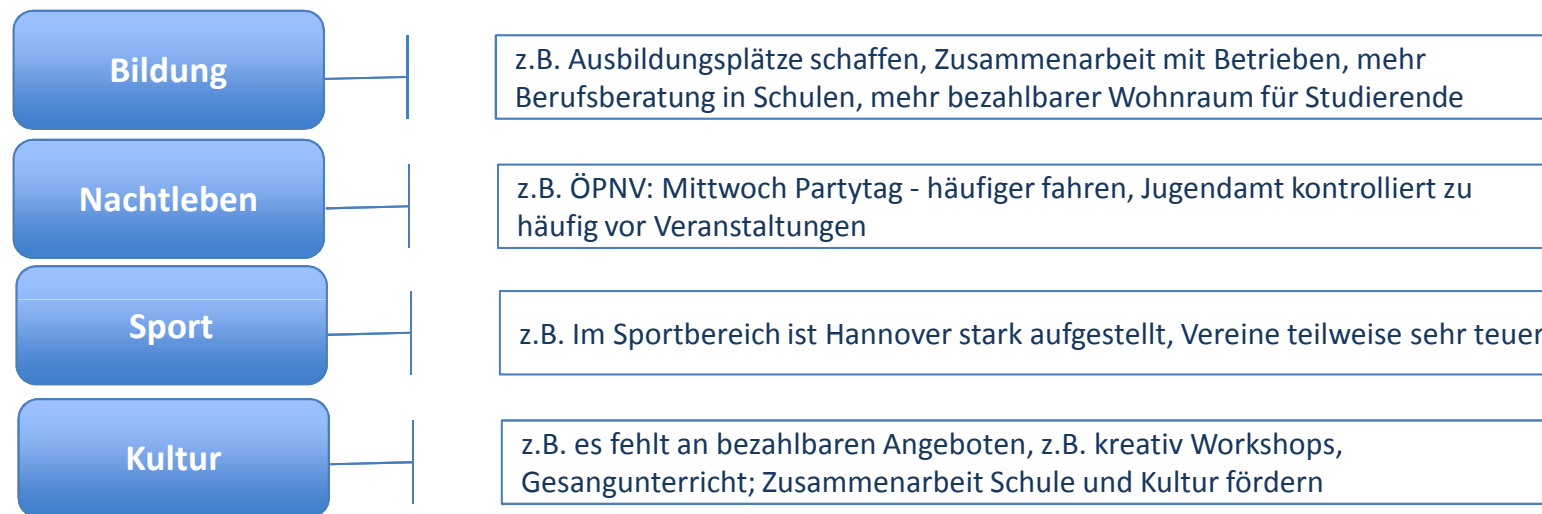 Bildung
z.B. Ausbildungsplätze schaffen, Zusammenarbeit mit Betrieben, mehr
Berufsberatung in Schulen, mehr bezahlbarer Wohnraum für Studierende
Nachtleben
z.B. ÖPNV: Mittwoch Partytag - häufiger fahren, Jugendamt kontrolliert zu
häufig vor Veranstaltungen
Sport
z.B. Im Sportbereich ist Hannover stark aufgestellt, Vereine teilweise sehr teuer
Kultur
z.B. es fehlt an bezahlbaren Angeboten, z.B. kreativ Workshops,
Gesangunterricht; Zusammenarbeit Schule und Kultur fördern